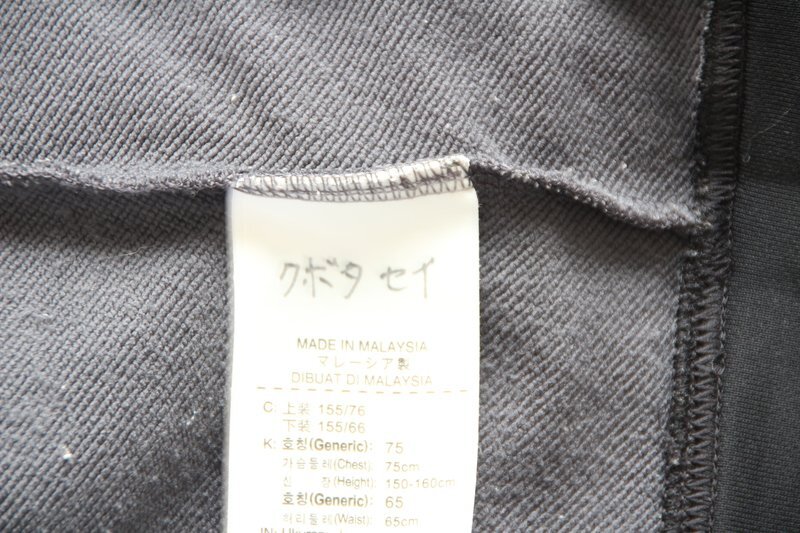 クボタ セイ
MADE IN MALAYSIA
マレーシア製
DIBUAT DI MALAYSIA
C: 上装 155/76
下装 155/66
K: 호칭(Generic): 75
가슴둘레(Chest): 75cm
신 장(Height): 150-160cm
호칭(Generic): 65
허리둘레(Waist): 65cm